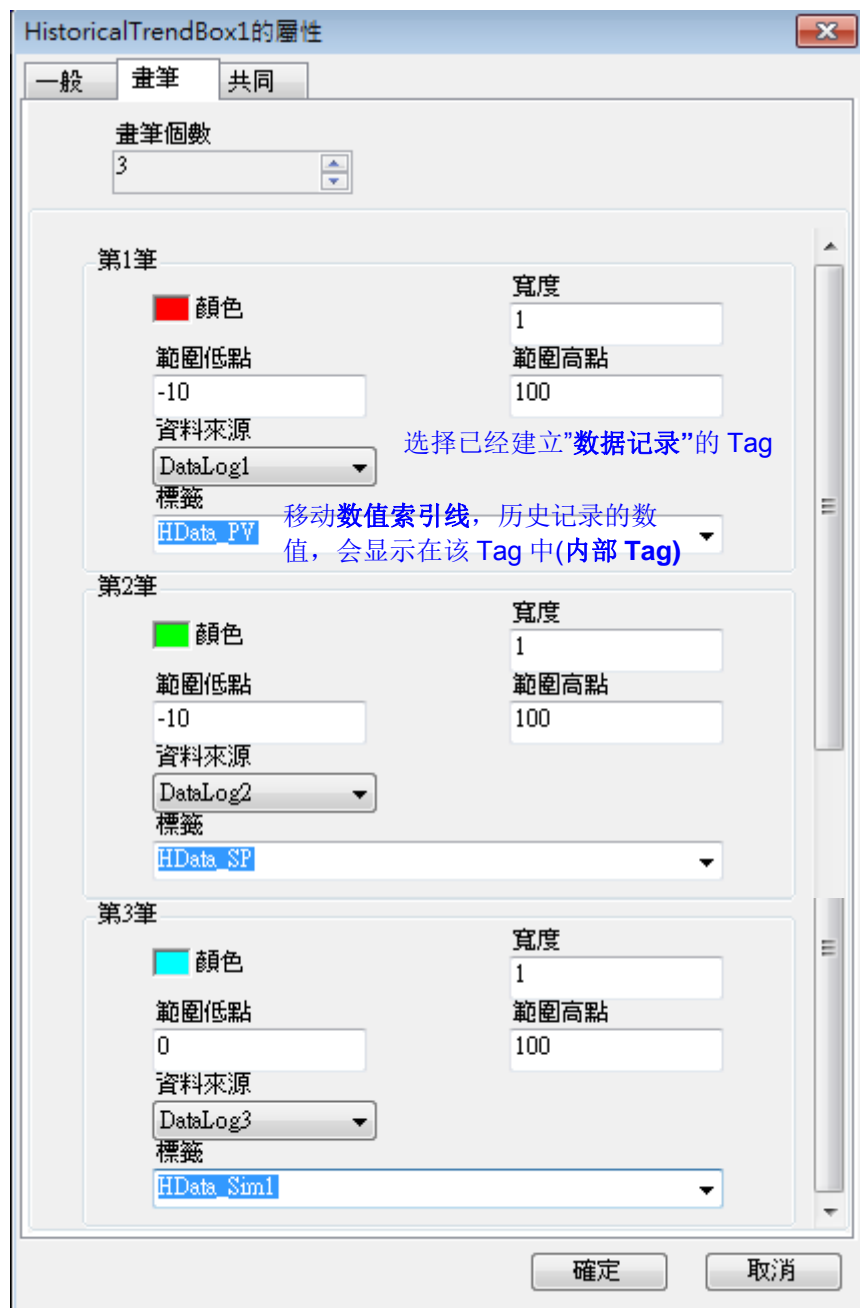 HistoricalTrendBox1的屬性
一般 畫筆 共同
畫筆個數
3
第1筆
顏色
寬度
1
範圍低點 範圍高點
-10 100
資料來源
选择已经建立”数据记录”的 Tag
DataLog1
標籤
移动数值索引线，历史记录的数
HData_PV
值，会显示在该 Tag 中(内部 Tag)
第2筆
顏色
寬度
1
範圍低點 範圍高點
-10 100
資料來源
DataLog2
標籤
HData_SP
第3筆
顏色
寬度
1
範圍低點 範圍高點
0 100
資料來源
DataLog3
標籤
HData_Sim1
確定 取消